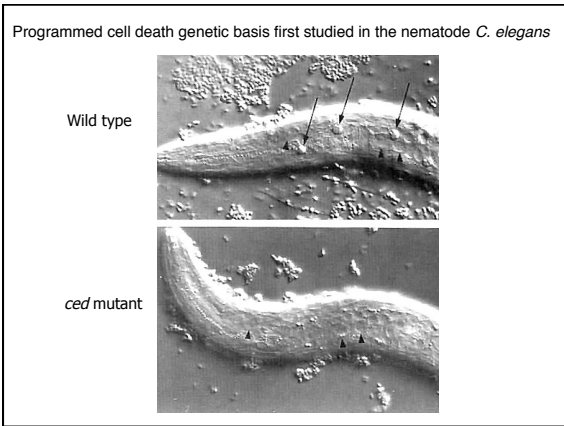 Programmed cell death genetic basis first studied in the nematode C. elegans
Wild type
ced mutant